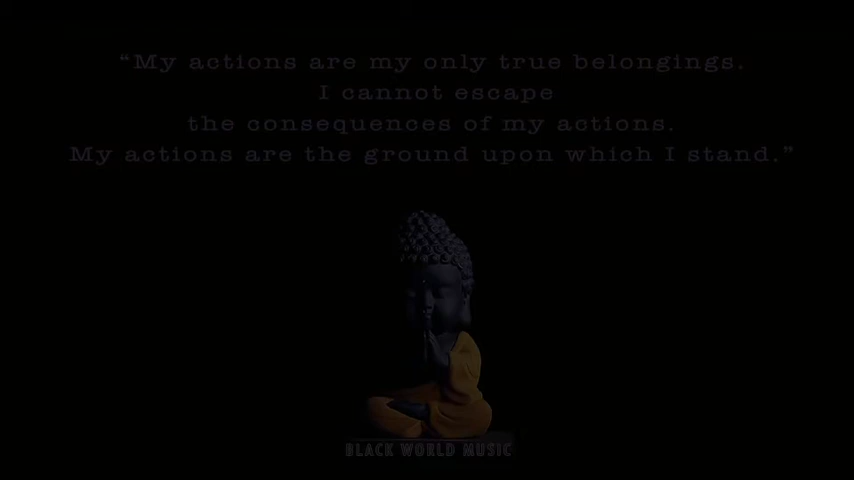 “My actions are my only true belongings.
I cannot escape
the consequences of my actions.
My actions are the ground upon which I stand.”
BLACK WORLD MUSIC